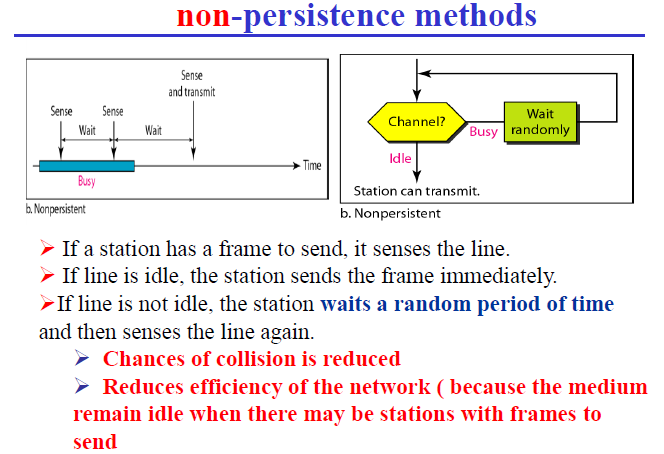 non-persistence methods
Sense
and transmit
Sense Sense
Wait Wait
Time
Busy
b. Nonpersistent
Channel?
Busy
Wait
randomly
Idle
Station can transmit.
b. Nonpersistent
If a station has a frame to send, it senses the line.
If line is idle, the station sends the frame immediately.
If line is not idle, the station waits a random period of time
and then senses the line again.
Chances of collision is reduced
Reduces efficiency of the network ( because the medium
remain idle when there may be stations with frames to
send